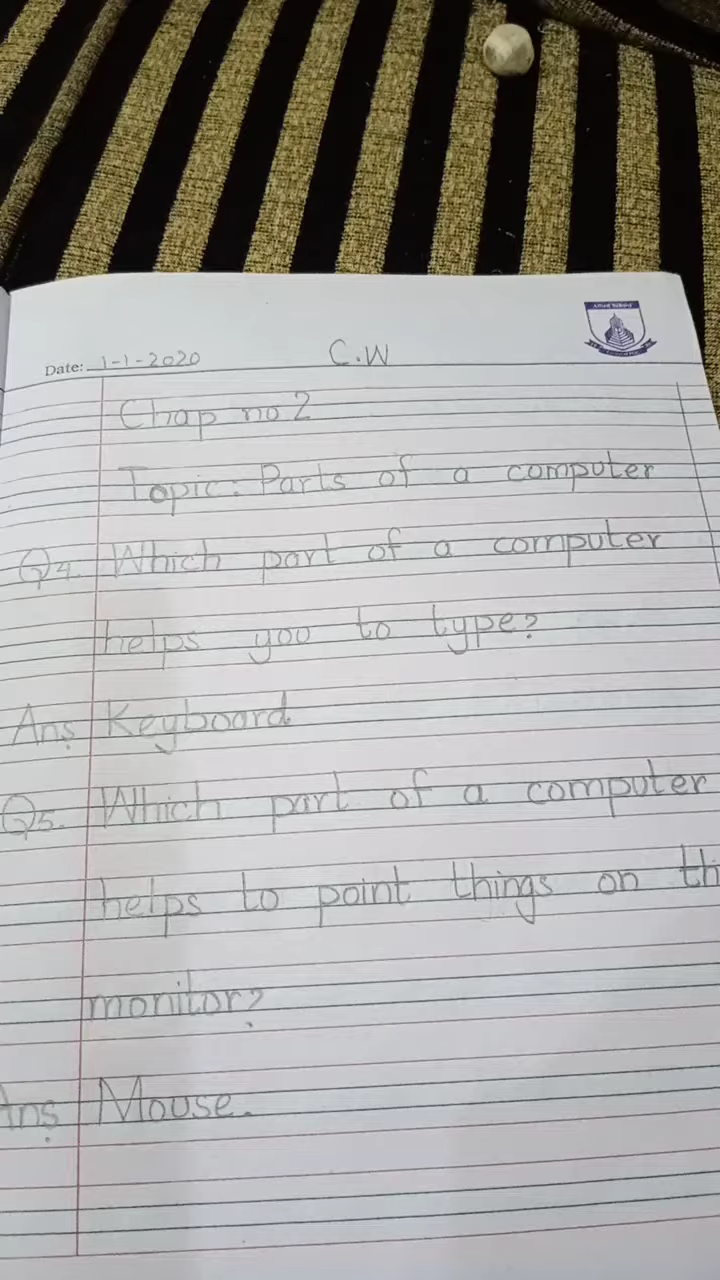 Date: 1-1-2020 C.W
Chap no 2
Topic: Parts of a computer
Q4. Which part of a computer
helps you to type?
Ans Keyboard
Q5. Which part of a computer
helps to point things on th
monitor?
Ans Mouse.